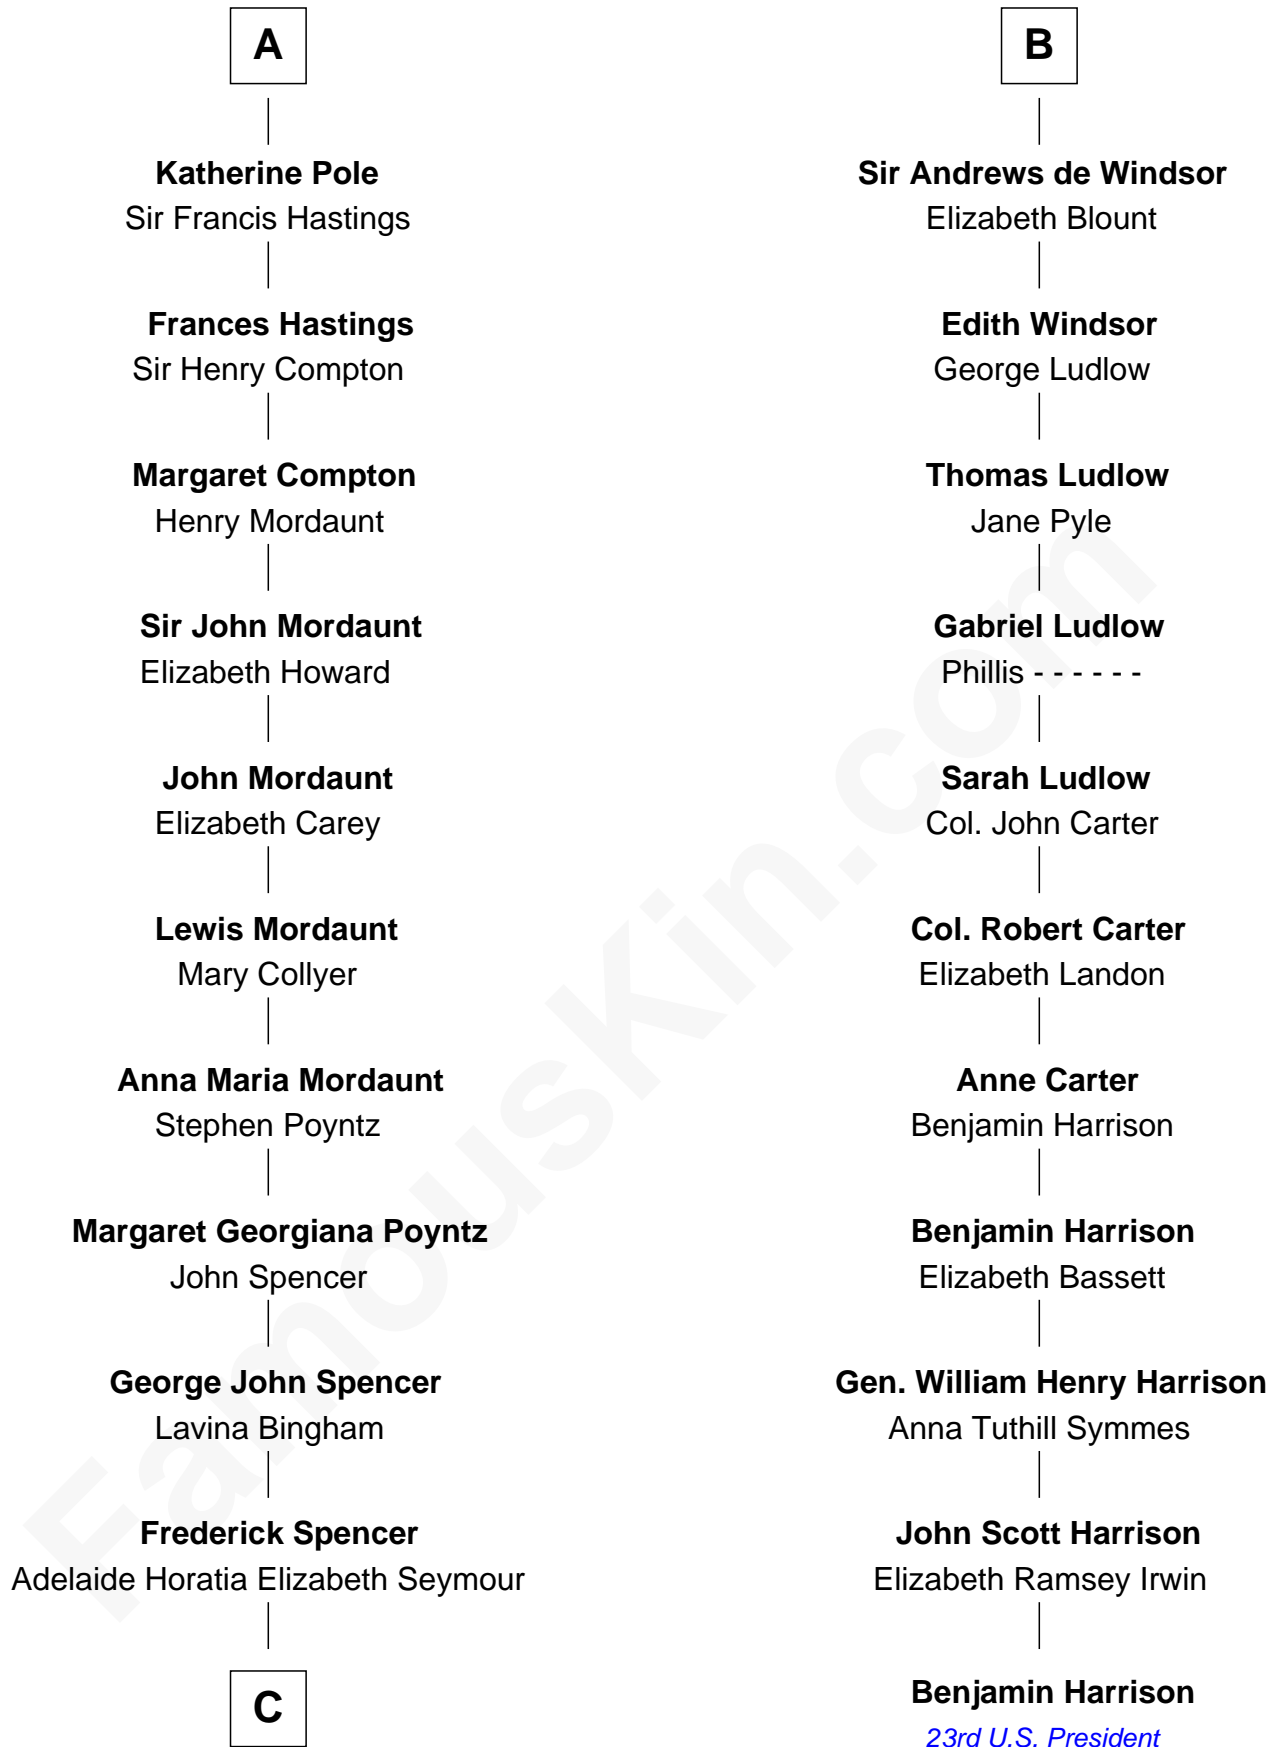 A
Katherine Pole
Sir Francis Hastings
Frances Hastings
Sir Henry Compton
Margaret Compton
Henry Mordaunt
Sir John Mordaunt
Elizabeth Howard
John Mordaunt
Elizabeth Carey
Lewis Mordaunt
Mary Collyer
Anna Maria Mordaunt
Stephen Poyntz
Margaret Georgiana Poyntz
John Spencer
George John Spencer
Lavina Bingham
Frederick Spencer
Adelaide Horatia Elizabeth Seymour
C
B
Sir Andrews de Windsor
Elizabeth Blount
Edith Windsor
George Ludlow
Thomas Ludlow
Jane Pyle
Gabriel Ludlow
Phillis - - - - - -
Sarah Ludlow
Col. John Carter
Col. Robert Carter
Elizabeth Landon
Anne Carter
Benjamin Harrison
Benjamin Harrison
Elizabeth Bassett
Gen. William Henry Harrison
Anna Tuthill Symmes
John Scott Harrison
Elizabeth Ramsey Irwin
Benjamin Harrison
23rd U.S. President
FamousKin.com